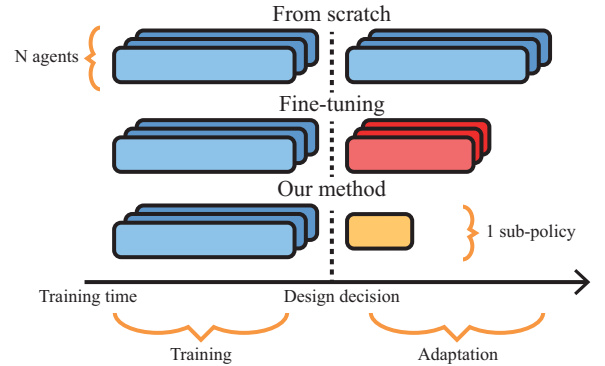 From scratch
N agents
Fine-tuning
Our method
1 sub-policy
Training time
Design decision
Training
Adaptation